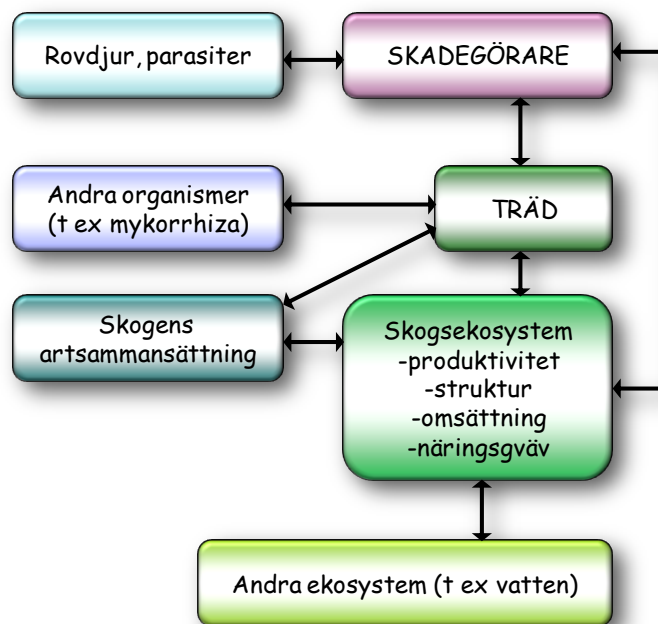 Rovdjur, parasiter
SKADEGÖRARE
Andra organismer
(t ex mykorrhiza)
TRÄD
Skogens
artsammansättning
Skogsekosystem
-produktivitet
-struktur
-omsättning
-näringsgväv
Andra ekosystem (t ex vatten)